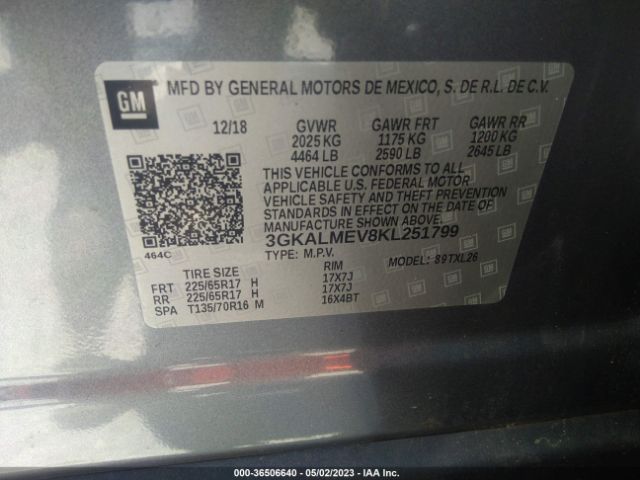 GM
MFD BY GENERAL MOTORS DE MEXICO, S. DE R.L. DE C.V.
12/18 GVWR GAWR FRT GAWR RR
2025 KG 1175 KG 1200 KG
4464 LB 2590 LB 2645 LB
THIS VEHICLE CONFORMS TO ALL
APPLICABLE U.S. FEDERAL MOTOR
VEHICLE SAFETY AND THEFT PREVENTION
STANDARDS IN EFFECT ON THE DATE OF
MANUFACTURE SHOWN ABOVE.
3GKALMEV8KL251799
464C
TYPE: M.P.V. MODEL: 89TXL26
TIRE SIZE RIM
FRT 225/65R17 H 17X7J
RR 225/65R17 H 17X7J
SPA T135/70R16 M 16X4BT
000-36506640 - 05/02/2023 - IAA Inc.